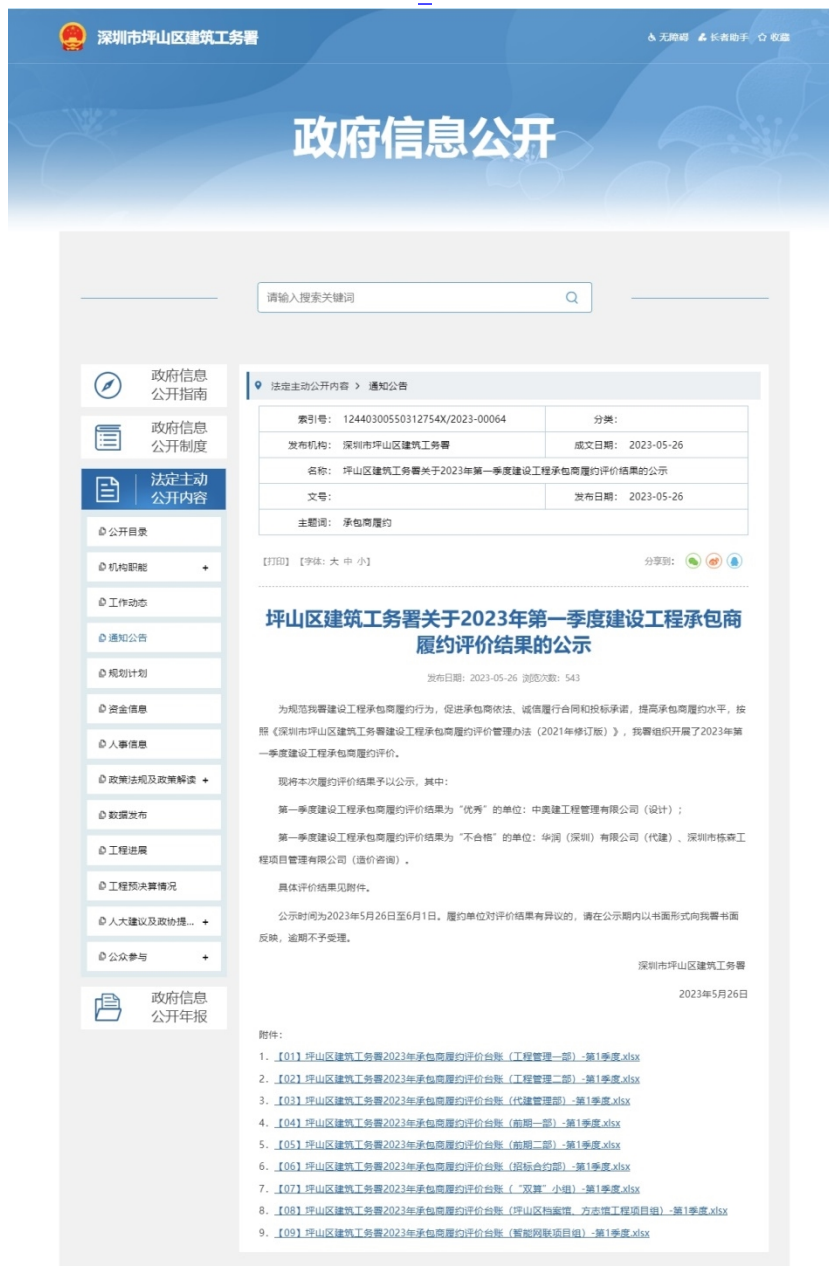 深圳市坪山区建筑工务署
无障碍 长者助手 收藏
政府信息公开
请输入搜索关键词
政府信息
公开指南
政府信息
公开制度
法定主动
公开内容
公开目录
机构职能 +
工作动态
通知公告
规划计划
资金信息
人事信息
政策法规及政策解读 +
数据发布
工程进展
工程预决算情况
人大建议及政协提... +
公众参与 +
政府信息
公开年报
法定主动公开内容 > 通知公告
索引号： 12440300550312754X/2023-00064 分类：
发布机构： 深圳市坪山区建筑工务署 成文日期： 2023-05-26
名称： 坪山区建筑工务署关于2023年第一季度建设工程承包商履约评价结果的公示
文号： 发布日期： 2023-05-26
主题词： 承包商履约
【打印】 【字体：大 中 小】 分享到：
坪山区建筑工务署关于2023年第一季度建设工程承包商
履约评价结果的公示
发布日期：2023-05-26 浏览次数：543
为规范我署建设工程承包商履约行为，促进承包商依法、诚信履行合同和投标承诺，提高承包商履约水平，按
照《深圳市坪山区建筑工务署建设工程承包商履约评价管理办法（2021年修订版）》，我署组织开展了2023年第
一季度建设工程承包商履约评价。
现将本次履约评价结果予以公示，其中：
第一季度建设工程承包商履约评价结果为“优秀”的单位：中奥建工程管理有限公司（设计）；
第一季度建设工程承包商履约评价结果为“不合格”的单位：华润（深圳）有限公司（代建）、深圳市栋森工
程项目管理有限公司（造价咨询）。
具体评价结果见附件。
公示时间为2023年5月26日至6月1日。履约单位对评价结果有异议的，请在公示期内以书面形式向我署书面
反映，逾期不予受理。
深圳市坪山区建筑工务署
2023年5月26日
附件：
1. 【01】坪山区建筑工务署2023年承包商履约评价台账（工程管理一部）-第1季度.xlsx
2. 【02】坪山区建筑工务署2023年承包商履约评价台账（工程管理二部）-第1季度.xlsx
3. 【03】坪山区建筑工务署2023年承包商履约评价台账（代建管理部）-第1季度.xlsx
4. 【04】坪山区建筑工务署2023年承包商履约评价台账（前期一部）-第1季度.xlsx
5. 【05】坪山区建筑工务署2023年承包商履约评价台账（前期二部）-第1季度.xlsx
6. 【06】坪山区建筑工务署2023年承包商履约评价台账（招标合约部）-第1季度.xlsx
7. 【07】坪山区建筑工务署2023年承包商履约评价台账（“双算”小组）-第1季度.xlsx
8. 【08】坪山区建筑工务署2023年承包商履约评价台账（坪山区档案馆、方志馆工程项目组）-第1季度.xlsx
9. 【09】坪山区建筑工务署2023年承包商履约评价台账（智能网联项目组）-第1季度.xlsx